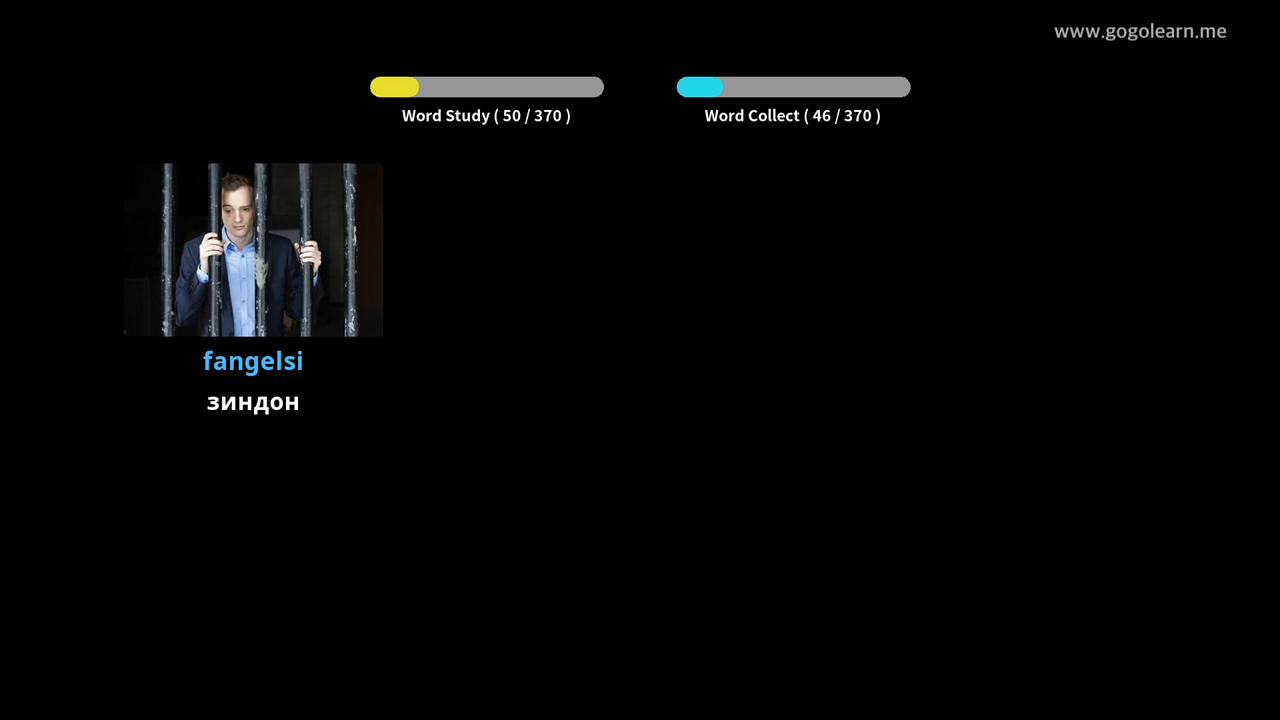 www.gogolearn.me
Word Study ( 50 / 370 )
Word Collect ( 46 / 370 )
fangelsi
зиндон